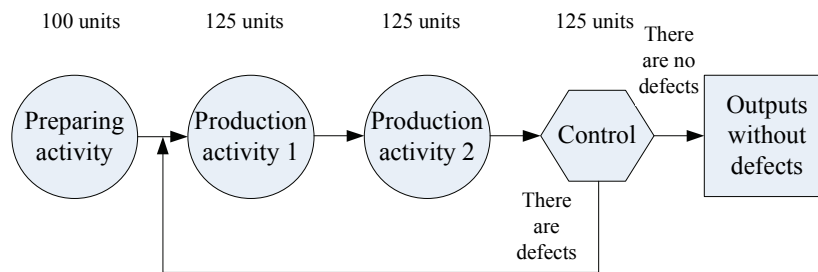 100 units
125 units
125 units
125 units
There
are no
defects
Preparing
activity
Production
activity 1
Production
activity 2
Control
Outputs
without
defects
There
are
defects